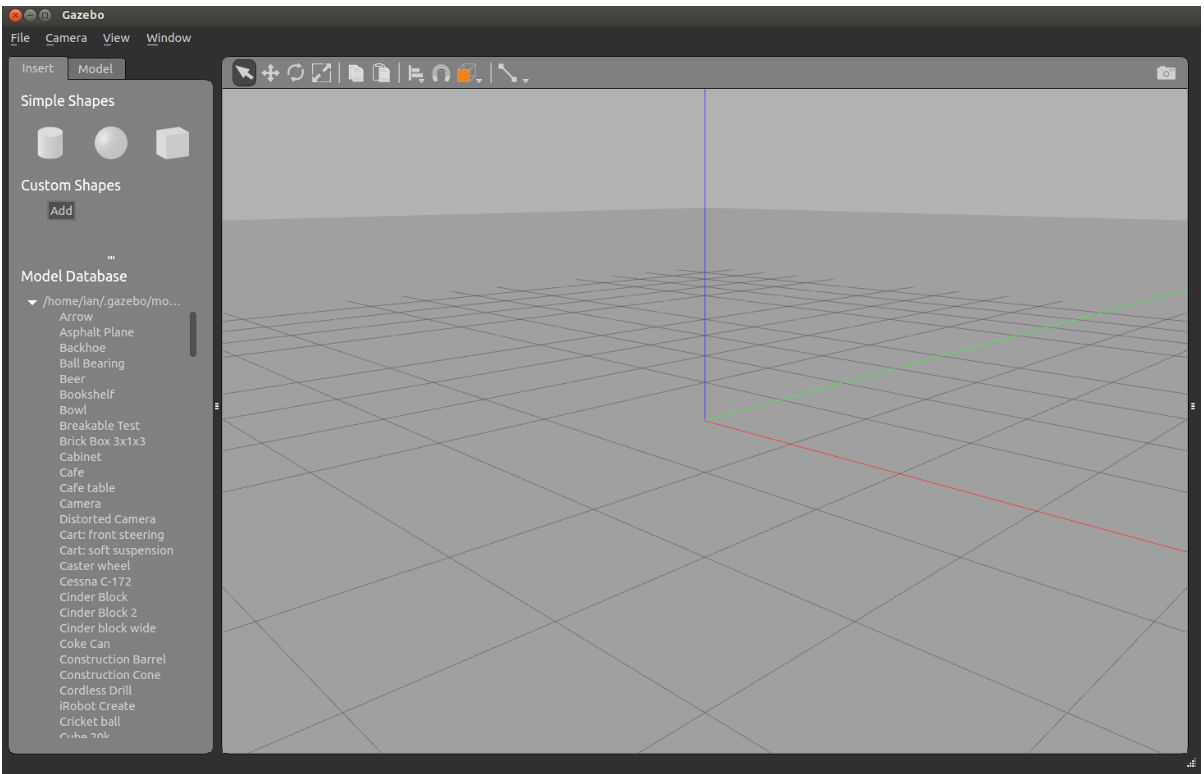 Gazebo
File Camera View Window
Insert Model
Simple Shapes
Custom Shapes
Add
Model Database
/home/ian/.gazebo/mo...
Arrow
Asphalt Plane
Backhoe
Ball Bearing
Beer
Bookshelf
Bowl
Breakable Test
Brick Box 3x1x3
Cabinet
Cafe
Cafe table
Camera
Distorted Camera
Cart: front steering
Cart: soft suspension
Caster wheel
Cessna C-172
Cinder Block
Cinder Block 2
Cinder block wide
Coke Can
Construction Barrel
Construction Cone
Cordless Drill
iRobot Create
Cricket ball
Cube 20k